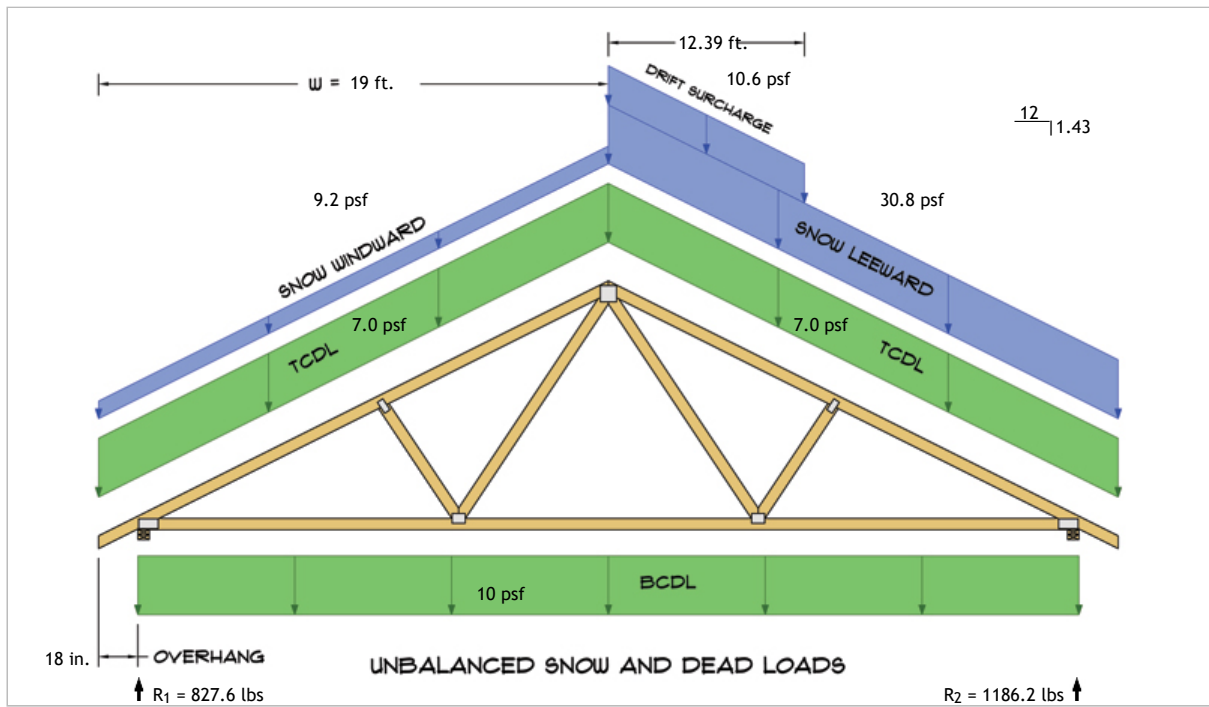 12.39 ft.
W = 19 ft.
DRIFT SURCHARGE
10.6 psf
12
1.43
9.2 psf
30.8 psf
SNOW WINDWARD
SNOW LEEWARD
7.0 psf
7.0 psf
TCDL
TCDL
BCDL
10 psf
18 in.
OVERHANG
UNBALANCED SNOW AND DEAD LOADS
R1 = 827.6 lbs
R2 = 1186.2 lbs